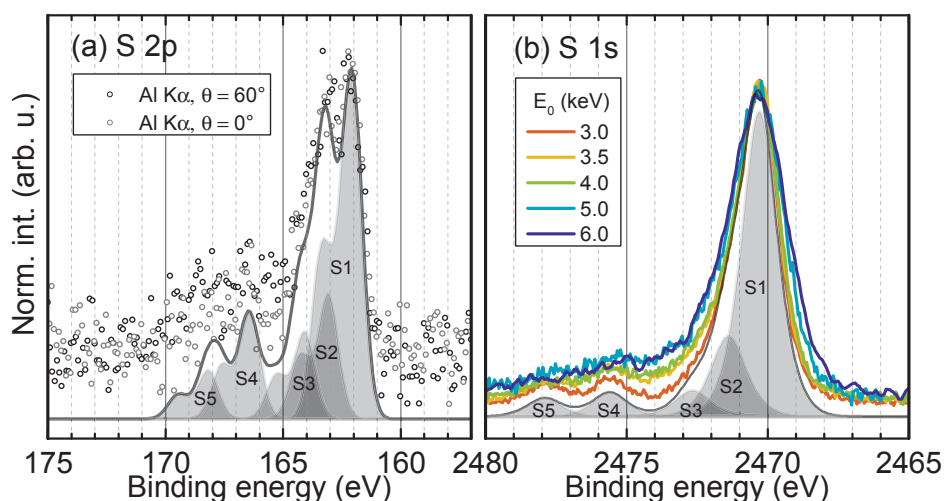 (a) S 2p
Al Kα, θ = 60°
Al Kα, θ = 0°
S1
S2
S3
S4
S5
175
170
165
160
Binding energy (eV)
Norm. int. (arb. u.)
(b) S 1s
E_0 (keV)
3.0
3.5
4.0
5.0
6.0
S1
S2
S3
S4
S5
2480
2475
2470
2465
Binding energy (eV)